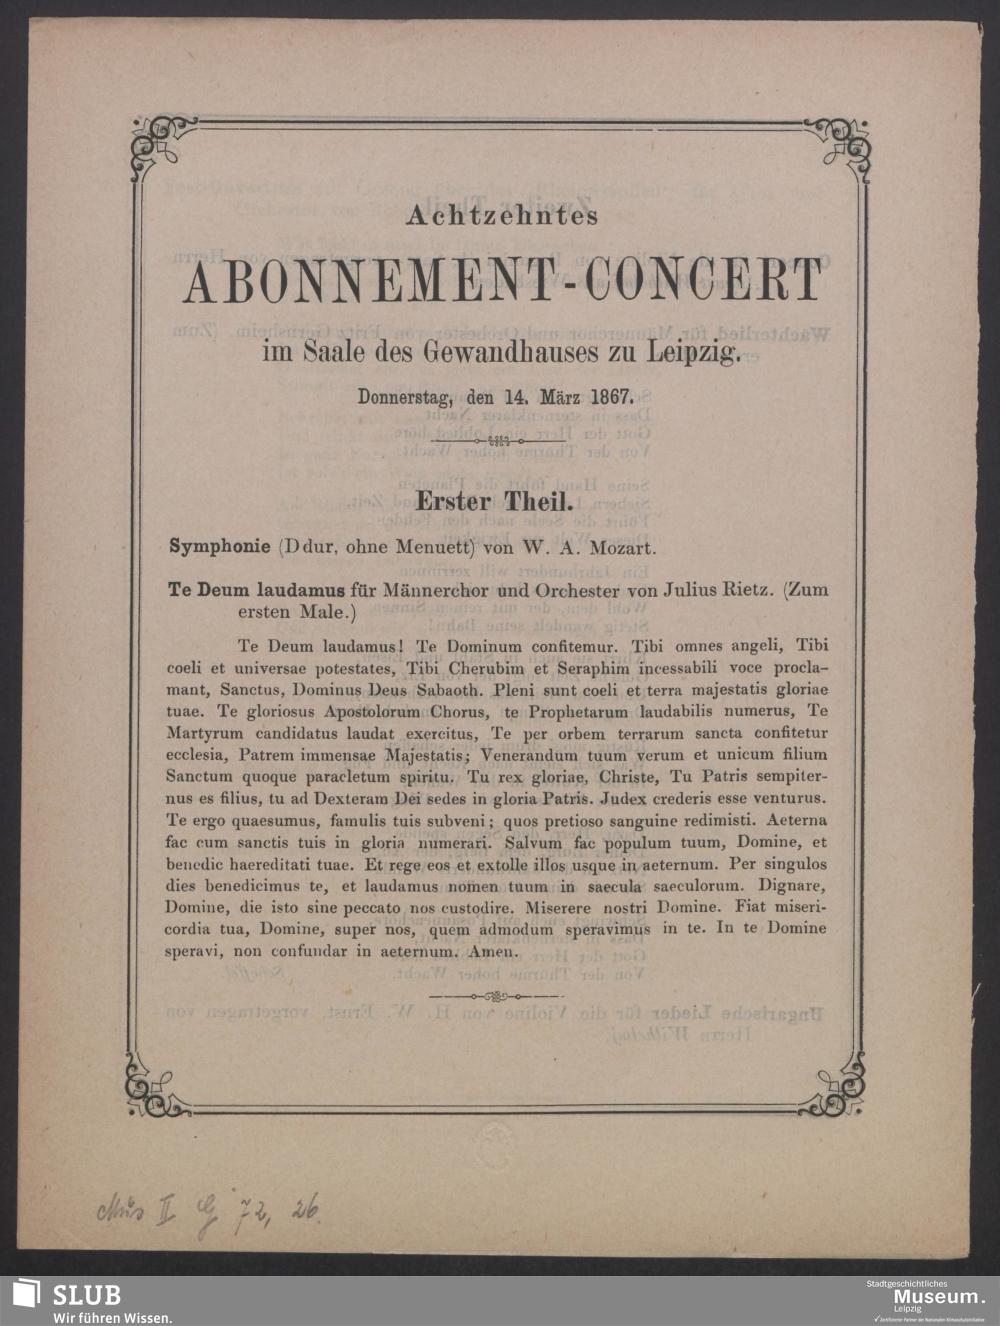 Achtzehntes
ABONNEMENT-CONCERT
im Saale des Gewandhauses zu Leipzig.
Donnerstag, den 14. März 1867.
Erster Theil.
Symphonie (D dur, ohne Menuett) von W. A. Mozart.
Te Deum laudamus für Männerchor und Orchester von Julius Rietz. (Zum
ersten Male.)
Te Deum laudamus! Te Dominum confitemur. Tibi omnes angeli, Tibi
coeli et universae potestates, Tibi Cherubim et Seraphim incessabili voce procla-
mant, Sanctus, Dominus Deus Sabaoth. Pleni sunt coeli et terra majestatis gloriae
tuae. Te gloriosus Apostolorum Chorus, te Prophetarum laudabilis numerus, Te
Martyrum candidatus laudat exercitus, Te per orbem terrarum sancta confitetur
ecclesia, Patrem immensae Majestatis; Venerandum tuum verum et unicum filium
Sanctum quoque paracletum spiritu. Tu rex gloriae, Christe, Tu Patris sempiter-
nus es filius, tu ad Dexteram Dei sedes in gloria Patris. Judex crederis esse venturus.
Te ergo quaesumus, famulis tuis subveni; quos pretioso sanguine redimisti. Aeterna
fac cum sanctis tuis in gloria numerari. Salvum fac populum tuum, Domine, et
benedic haereditati tuae. Et rege eos et extolle illos usque in aeternum. Per singulos
dies benedicimus te, et laudamus nomen tuum in saecula saeculorum. Dignare,
Domine, die isto sine peccato nos custodire. Miserere nostri Domine. Fiat miseri-
cordia tua, Domine, super nos, quem admodum speravimus in te. In te Domine
speravi, non confundar in aeternum. Amen.
Mus II G 72, 26.
SLUB
Wir führen Wissen.
Stadtgeschichtliches
Museum.
Leipzig
Zertifizierter Partner der Nationalen Klimaschutzinitiative